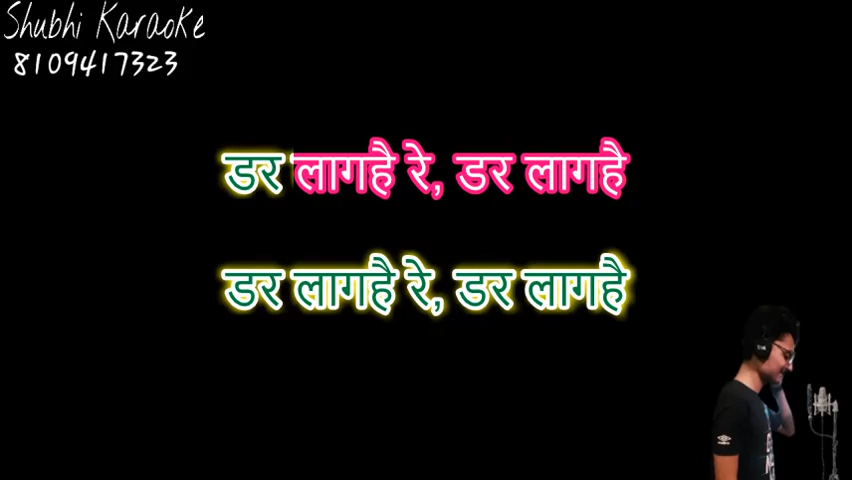 Shubhi Karaoke
8109417323
डर लागहै रे, डर लागहै
डर लागहै रे, डर लागहै